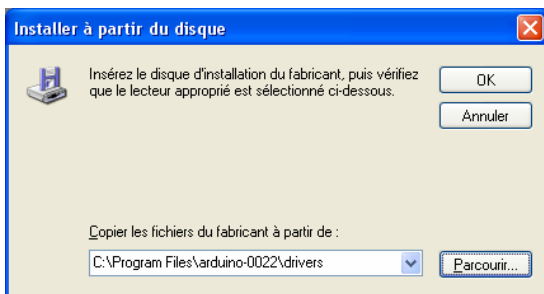 Installer à partir du disque
Insérez le disque d'installation du fabricant, puis vérifiez
que le lecteur approprié est sélectionné ci-dessous.
OK
Annuler
Copier les fichiers du fabricant à partir de :
C:\Program Files\arduino-0022\drivers
Parcourir...